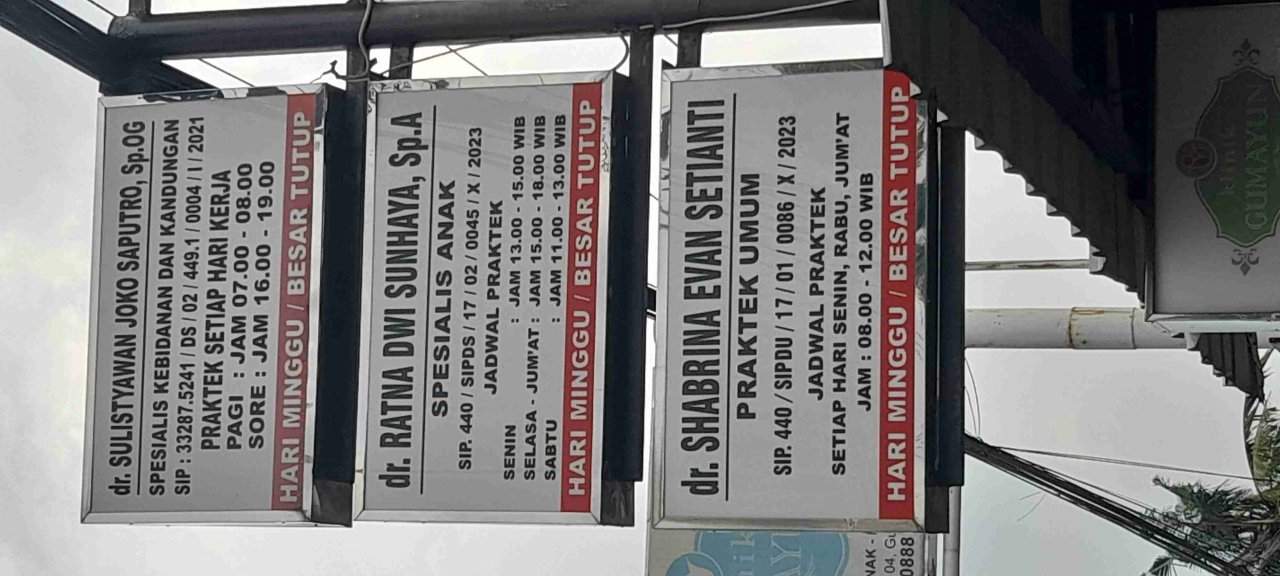 dr. SULISTYAWAN JOKO SAPUTRO, Sp.OG
SPESIALIS KEBIDANAN DAN KANDUNGAN
SIP : 33287.5241 / DS / 02 / 449.1 / 0004 / I / 2021
PRAKTEK SETIAP HARI KERJA
PAGI : JAM 07.00 - 08.00
SORE : JAM 16.00 - 19.00
HARI MINGGU / BESAR TUTUP
dr. RATNA DWI SUNHAYA, Sp.A
SPESIALIS ANAK
SIP. 440 / SIPDS / 17 / 02 / 0045 / X / 2023
JADWAL PRAKTEK
SENIN : JAM 13.00 - 15.00 WIB
SELASA - JUM'AT : JAM 15.00 - 18.00 WIB
SABTU : JAM 11.00 - 13.00 WIB
HARI MINGGU / BESAR TUTUP
dr. SHABRINA EVAN SETIANTI
PRAKTEK UMUM
SIP. 440 / SIPDU / 17 / 01 / 0086 / X / 2023
JADWAL PRAKTEK
SETIAP HARI SENIN, RABU, JUM'AT
JAM : 08.00 - 12.00 WIB
HARI MINGGU / BESAR TUTUP
Klinik
GUMAYUN
NAK -
04, Gu
0888